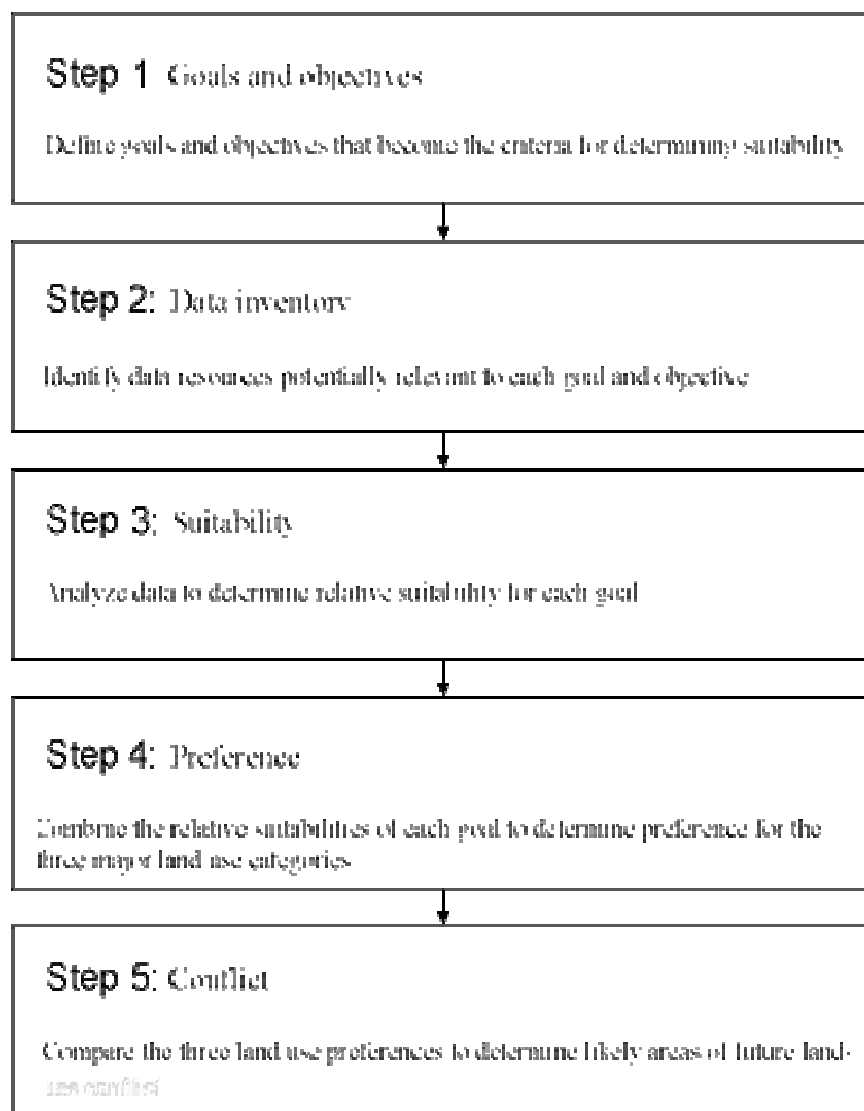 Step 1 Goals and objectives
Define goals and objectives that become the criteria for determining suitability
Step 2: Data inventory
Identify data resources potentially relevant to each goal and objective
Step 3: Suitability
Analyze data to determine relative suitability for each goal
Step 4: Preference
Combine the relative suitabilities of each goal to determine preference for the
three major land use categories
Step 5: Conflict
Compare the three land use preferences to determine likely areas of future land-
use conflict